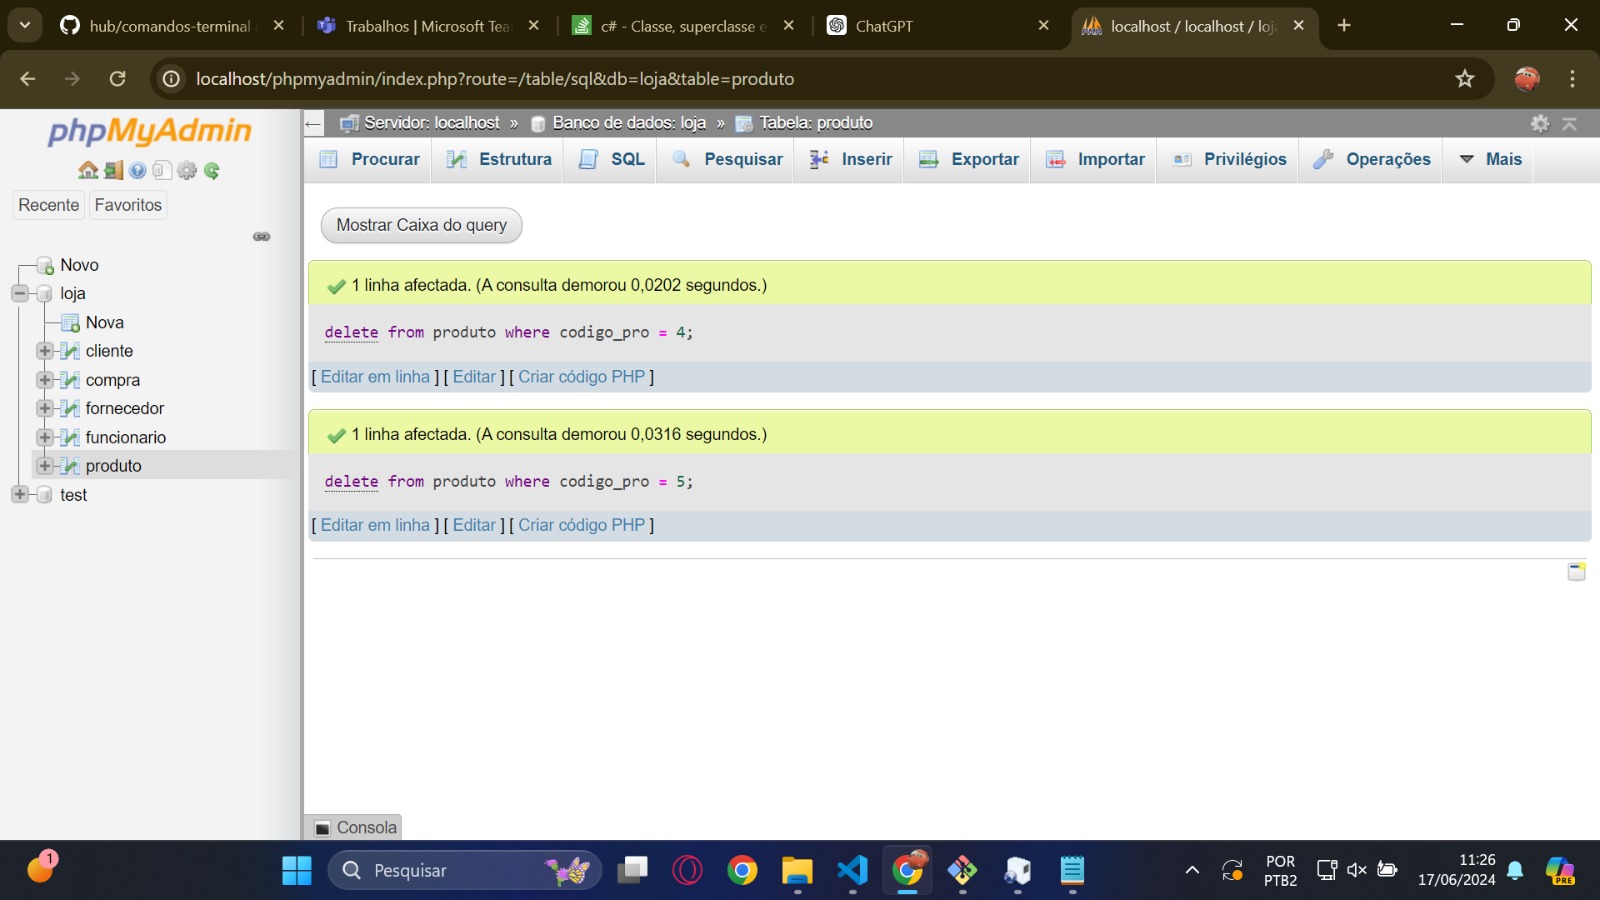 hub/comandos-terminal
Trabalhos | Microsoft Tea
c# - Classe, superclasse e
ChatGPT
localhost / localhost / loj
localhost/phpmyadmin/index.php?route=/table/sql&db=loja&table=produto
phpMyAdmin
Recente
Favoritos
Novo
loja
Nova
cliente
compra
fornecedor
funcionario
produto
test
Servidor: localhost » Banco de dados: loja » Tabela: produto
Procurar
Estrutura
SQL
Pesquisar
Inserir
Exportar
Importar
Privilégios
Operações
Mais
Mostrar Caixa do query
1 linha afectada. (A consulta demorou 0,0202 segundos.)
delete from produto where codigo_pro = 4;
[ Editar em linha ] [ Editar ] [ Criar código PHP ]
1 linha afectada. (A consulta demorou 0,0316 segundos.)
delete from produto where codigo_pro = 5;
[ Editar em linha ] [ Editar ] [ Criar código PHP ]
Consola
1
Pesquisar
POR
PTB2
11:26
17/06/2024
PRE